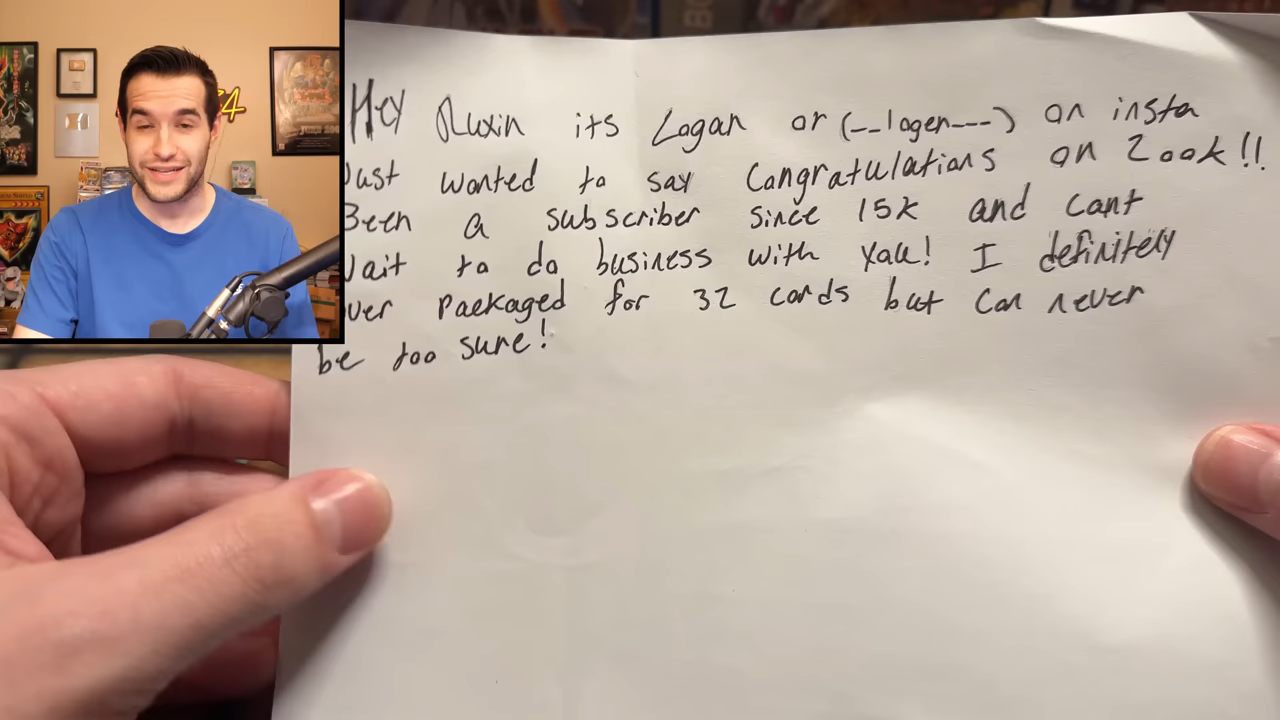 Hey Ruxin its Logan or (--logen---) on insta
Just wanted to say Congratulations on 200k!!
Been a subscriber since 15k and cant
wait to do business with you! I definitely
over packaged for 32 cards but can never
be too sure!